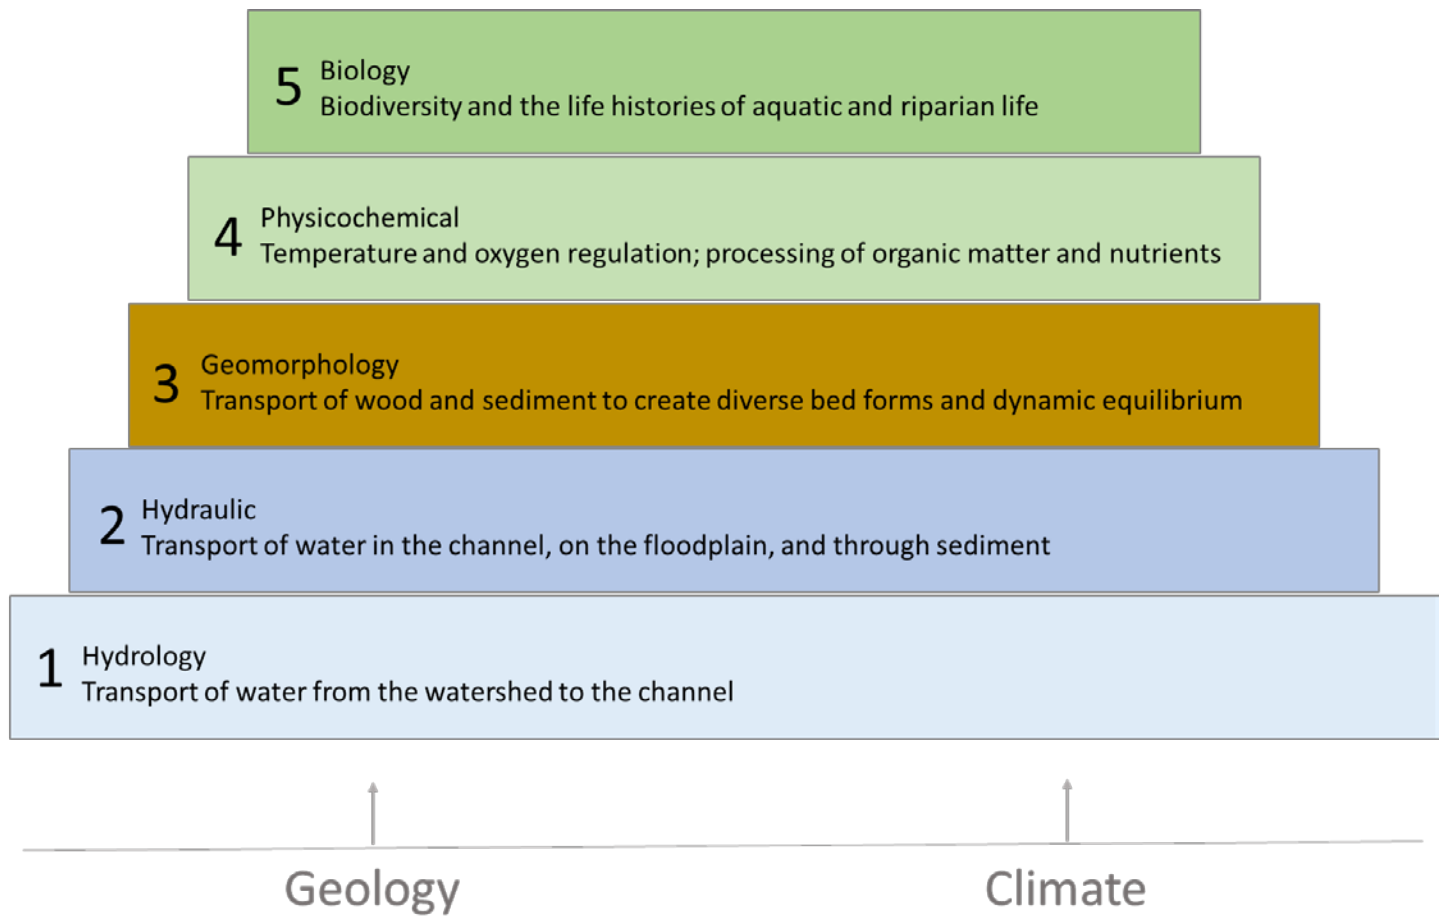 5
Biology
Biodiversity and the life histories of aquatic and riparian life
4
Physicochemical
Temperature and oxygen regulation; processing of organic matter and nutrients
3
Geomorphology
Transport of wood and sediment to create diverse bed forms and dynamic equilibrium
2
Hydraulic
Transport of water in the channel, on the floodplain, and through sediment
1
Hydrology
Transport of water from the watershed to the channel
Geology
Climate